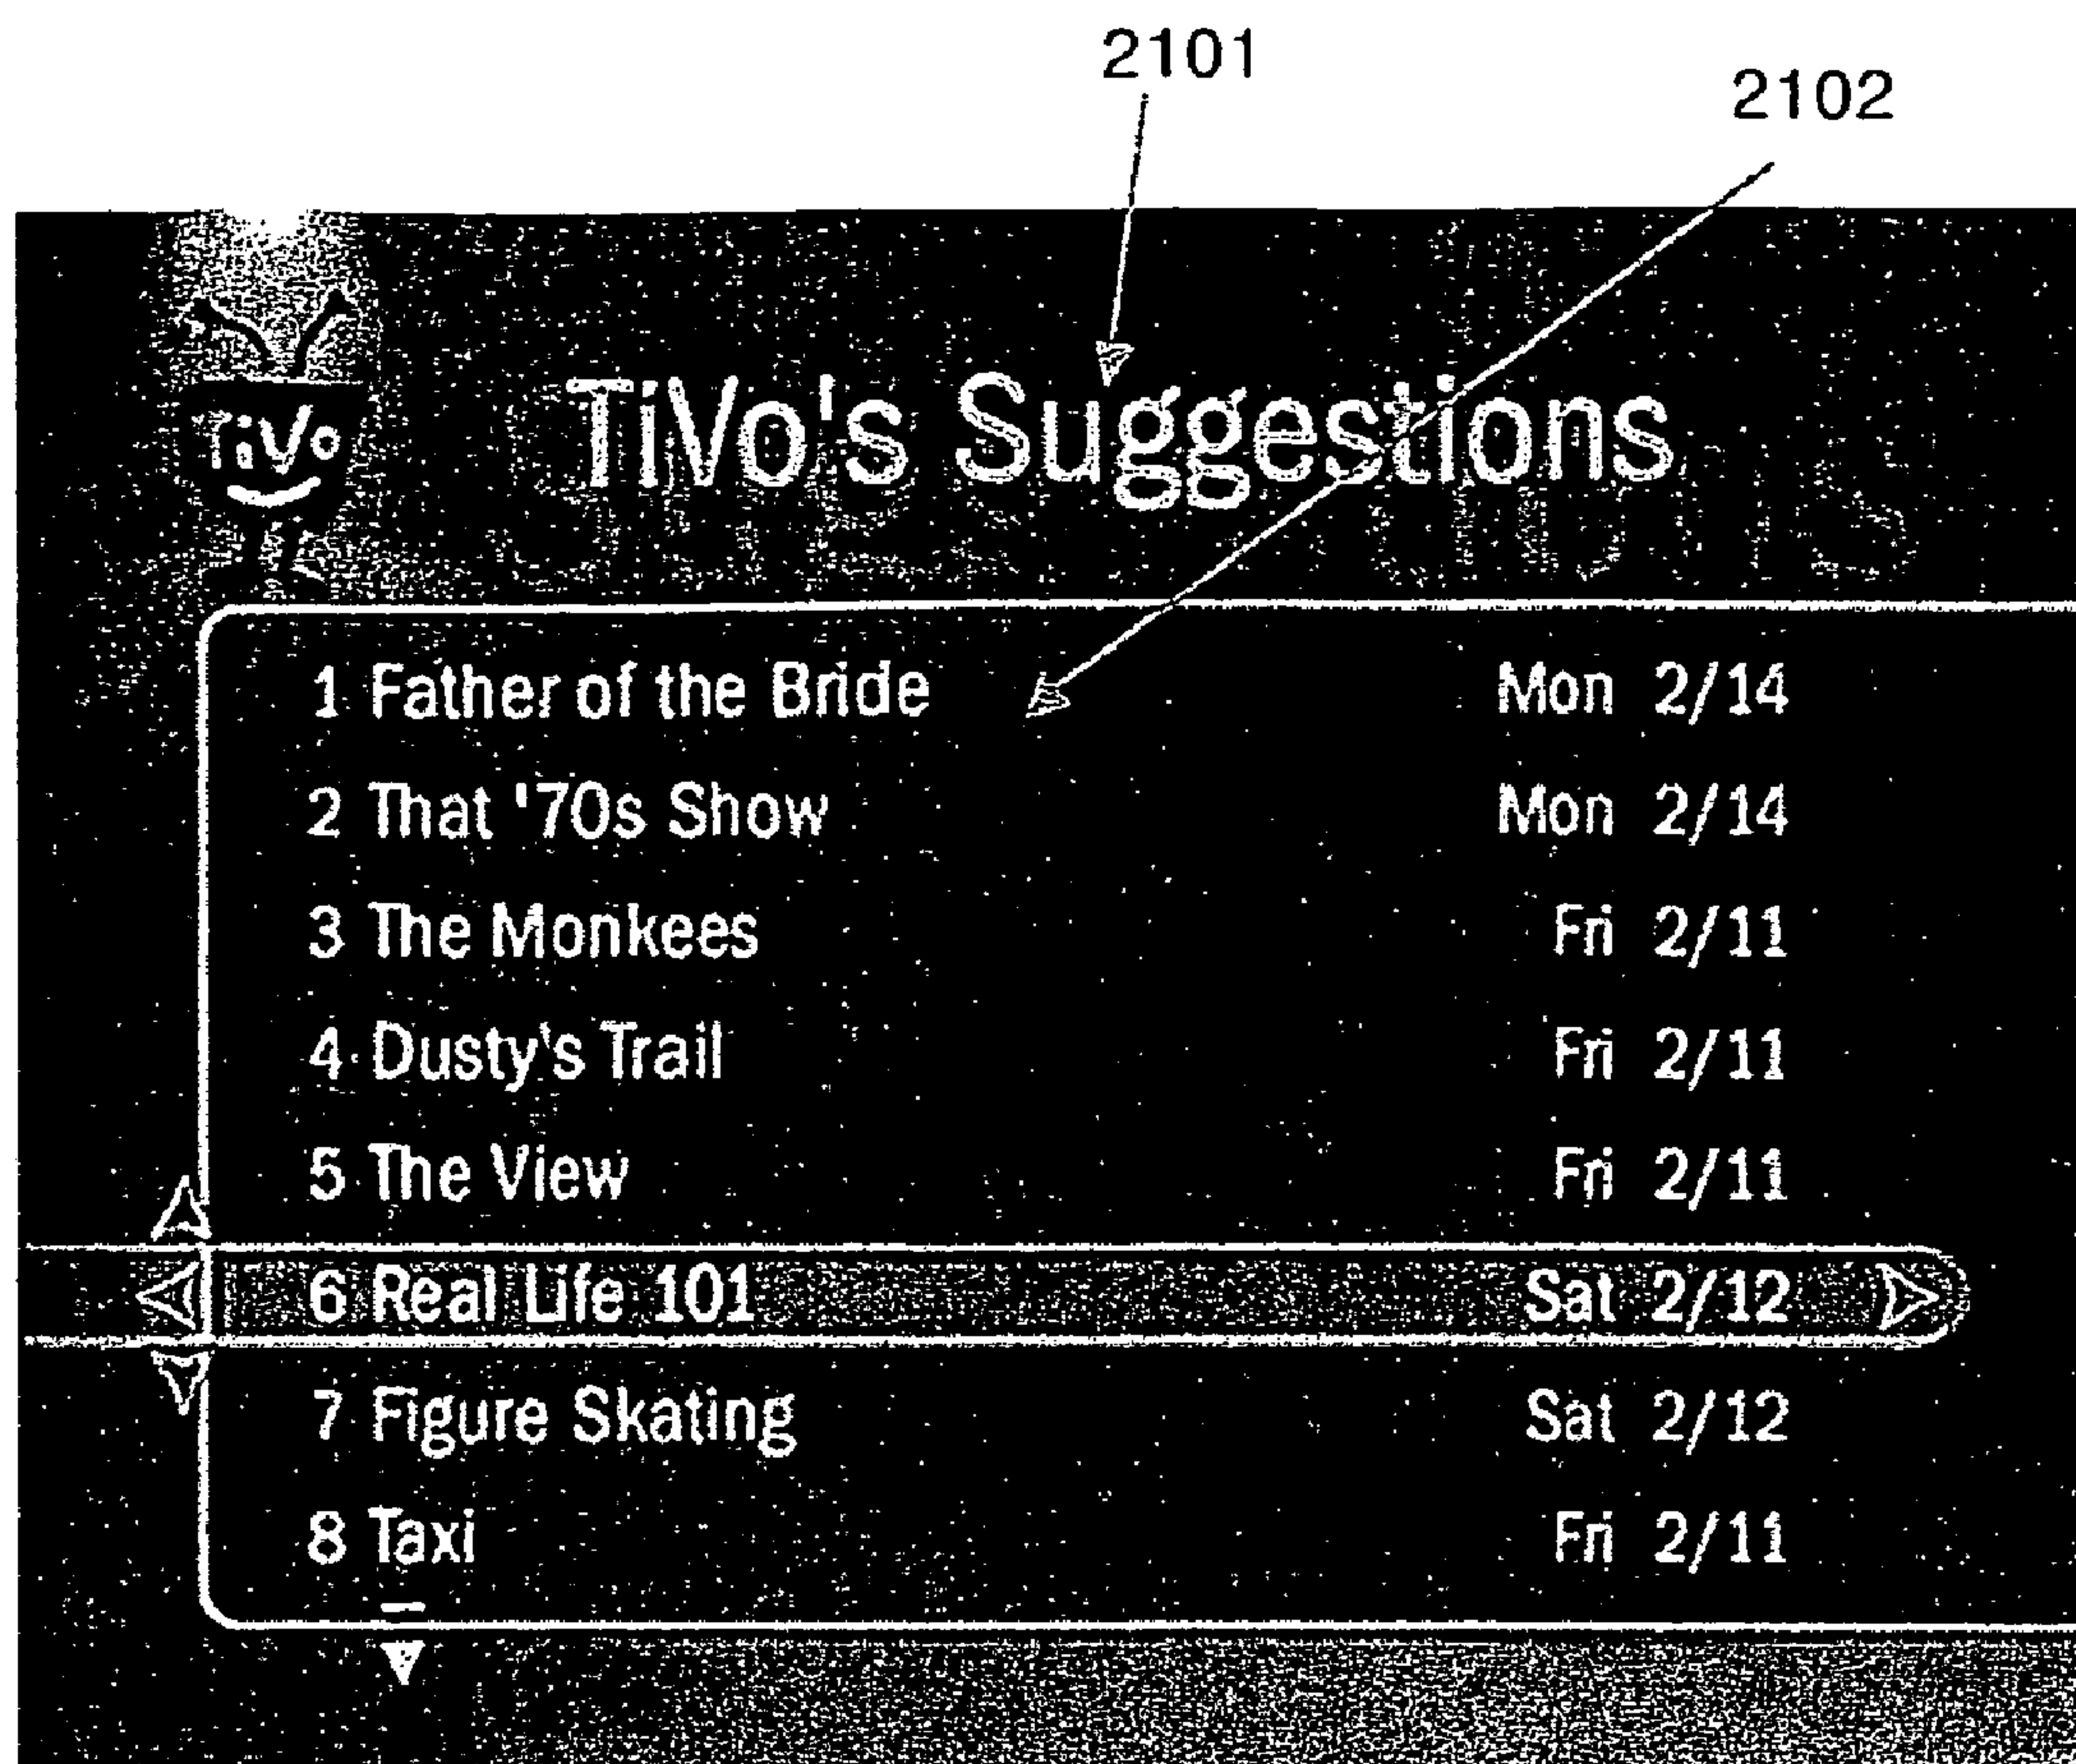 2101
2102
TiVo
TiVo's Suggestions
1 Father of the Bride Mon 2/14
2 That '70s Show Mon 2/14
3 The Monkees Fri 2/11
4 Dusty's Trail Fri 2/11
5 The View Fri 2/11
6 Real Life 101 Sat 2/12
7 Figure Skating Sat 2/12
8 Taxi Fri 2/11